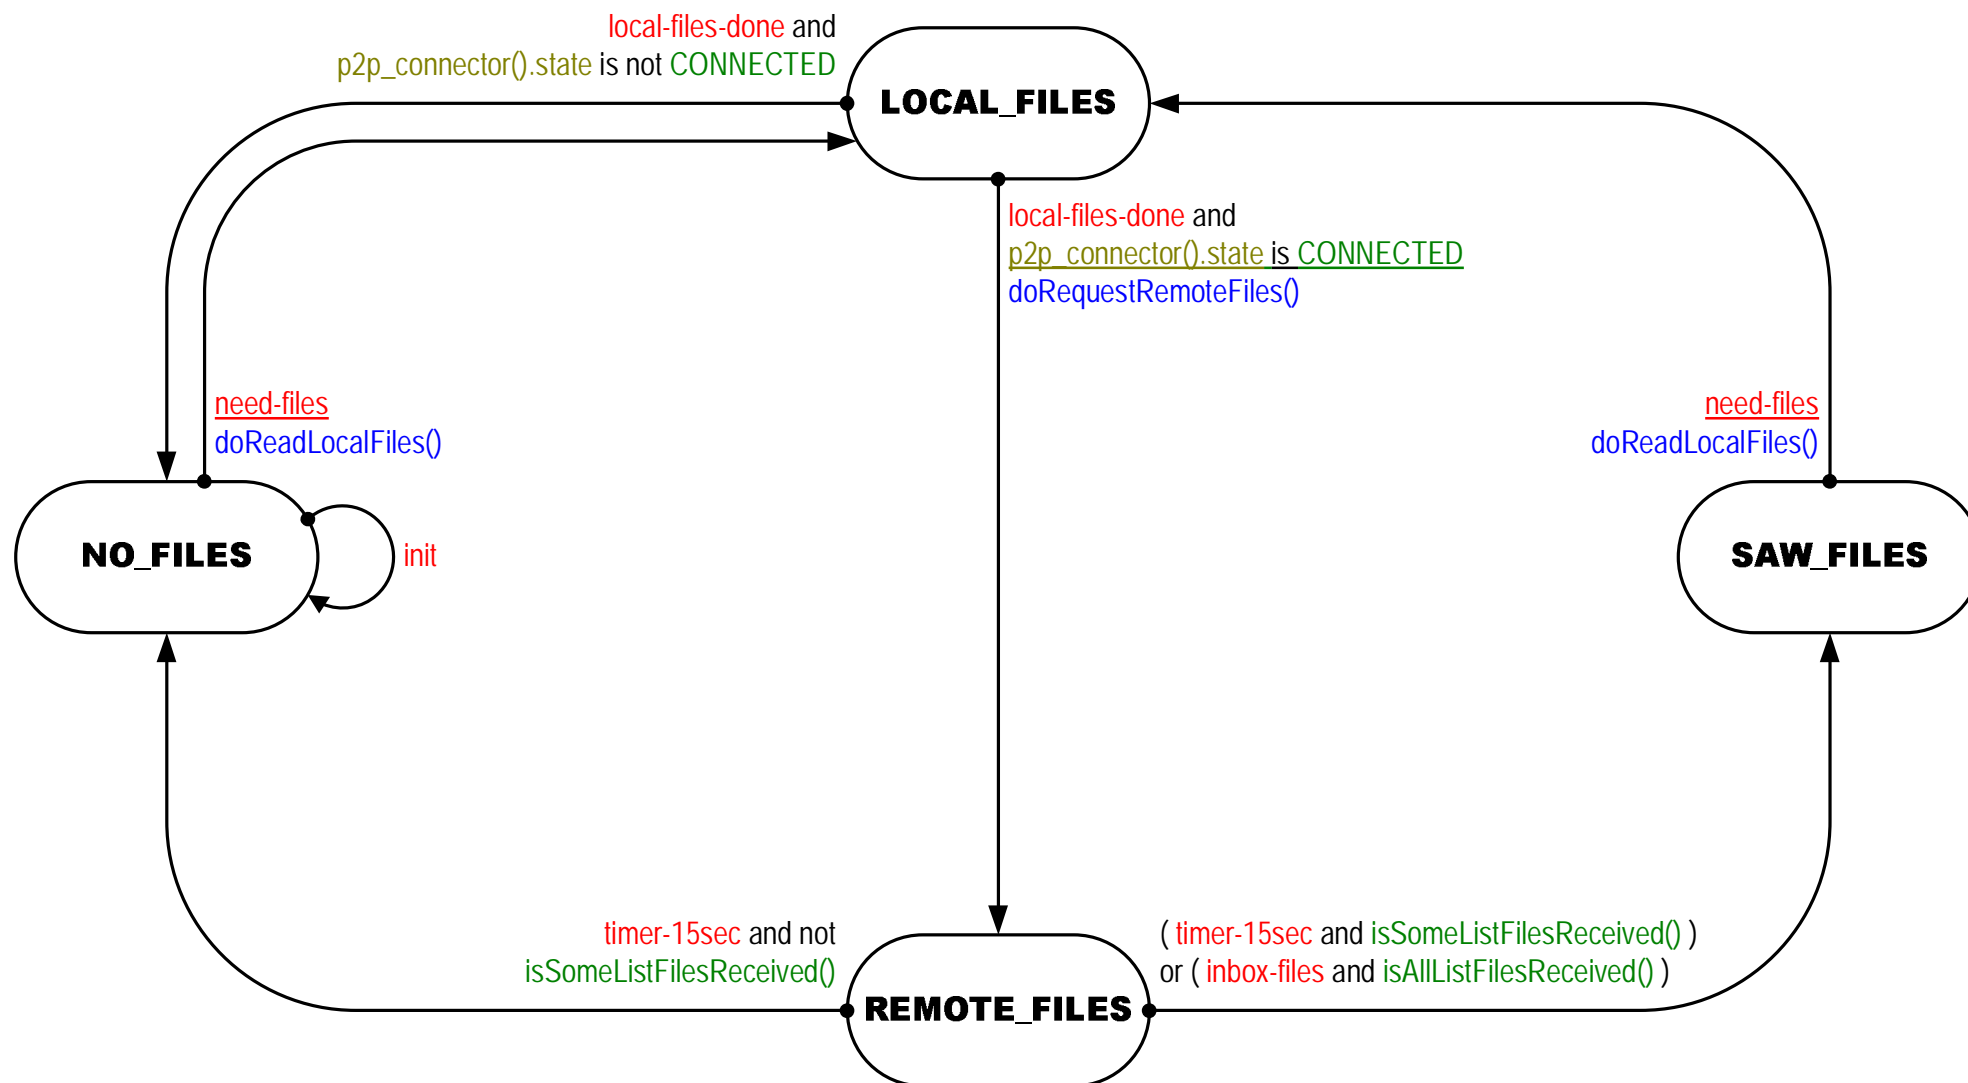 local-files-done and
p2p_connector().state is not CONNECTED
LOCAL_FILES
local-files-done and
p2p_connector().state is CONNECTED
doRequestRemoteFiles()
need-files
doReadLocalFiles()
need-files
doReadLocalFiles()
NO_FILES
init
SAW_FILES
timer-15sec and not
isSomeListFilesReceived()
( timer-15sec and isSomeListFilesReceived() )
or ( inbox-files and isAllListFilesReceived() )
REMOTE_FILES